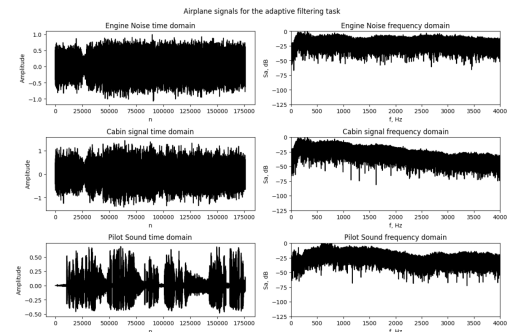 Airplane signals for the adaptive filtering task
Engine Noise time domain
1.0
0.5
0.0
-0.5
-1.0
Amplitude
0 25000 50000 75000 100000 125000 150000 175000
n
Engine Noise frequency domain
0
-25
-50
-75
-100
-125
Sa, dB
0 500 1000 1500 2000 2500 3000 3500 4000
f, Hz
Cabin signal time domain
1
0
-1
Amplitude
0 25000 50000 75000 100000 125000 150000 175000
n
Cabin signal frequency domain
0
-25
-50
-75
-100
-125
Sa, dB
0 500 1000 1500 2000 2500 3000 3500 4000
f, Hz
Pilot Sound time domain
0.50
0.25
0.00
-0.25
-0.50
Amplitude
0 25000 50000 75000 100000 125000 150000 175000
n
Pilot Sound frequency domain
0
-25
-50
-75
-100
-125
Sa, dB
0 500 1000 1500 2000 2500 3000 3500 4000
f, Hz